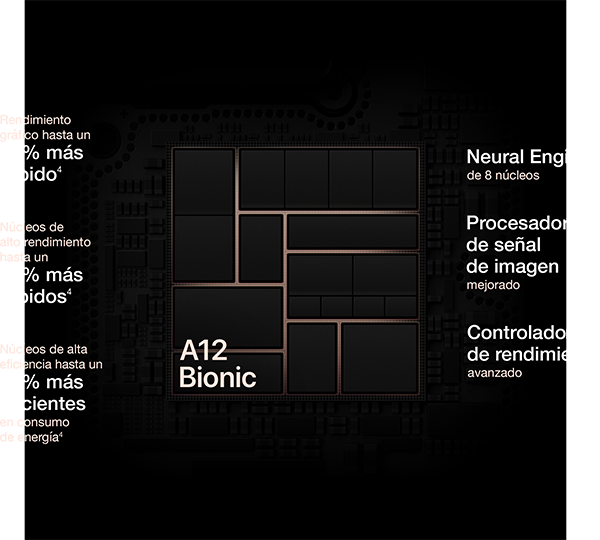 Rendimiento
gráfico hasta un
% más
pido⁴
Núcleos de
alto rendimiento
hasta un
% más
pidos⁴
Núcleos de alta
eficiencia hasta un
% más
cientes
en consumo
de energía⁴
A12
Bionic
Neural Engi
de 8 núcleos
Procesador
de señal
de imagen
mejorado
Controlado
de rendimie
avanzado